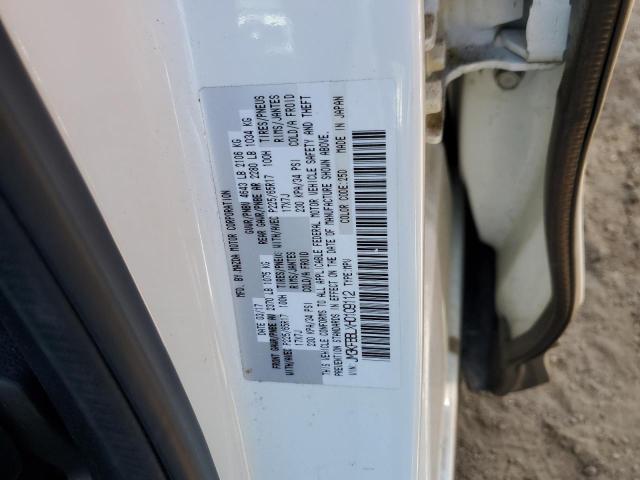 MFD. BY MAZDA MOTOR CORPORATION
DATE: 03/17 GVWR/PNBV 4643 LB 2106 KG
FRONT GAWR/PNBE AV 2370 LB 1075 KG REAR GAWR/PNBE AR 2280 LB 1034 KG
WITH/AVEC P225/65R17 100H TIRES/PNEUS WITH/AVEC P225/65R17 100H TIRES/PNEUS
17X7J RIMS/JANTES 17X7J RIMS/JANTES
230 KPA/34 PSI COLD/A FROID 230 KPA/34 PSI COLD/A FROID
THIS VEHICLE CONFORMS TO ALL APPLICABLE FEDERAL MOTOR VEHICLE SAFETY AND THEFT
PREVENTION STANDARDS IN EFFECT ON THE DATE OF MANUFACTURE SHOWN ABOVE.
TYPE:MPV COLOR CODE:25D MADE IN JAPAN